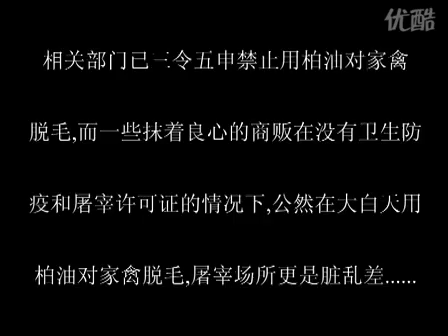 优酷
相关部门已三令五申禁止用柏油对家禽
脱毛,而一些抹着良心的商贩在没有卫生防
疫和屠宰许可证的情况下,公然在大白天用
柏油对家禽脱毛,屠宰场所更是脏乱差......